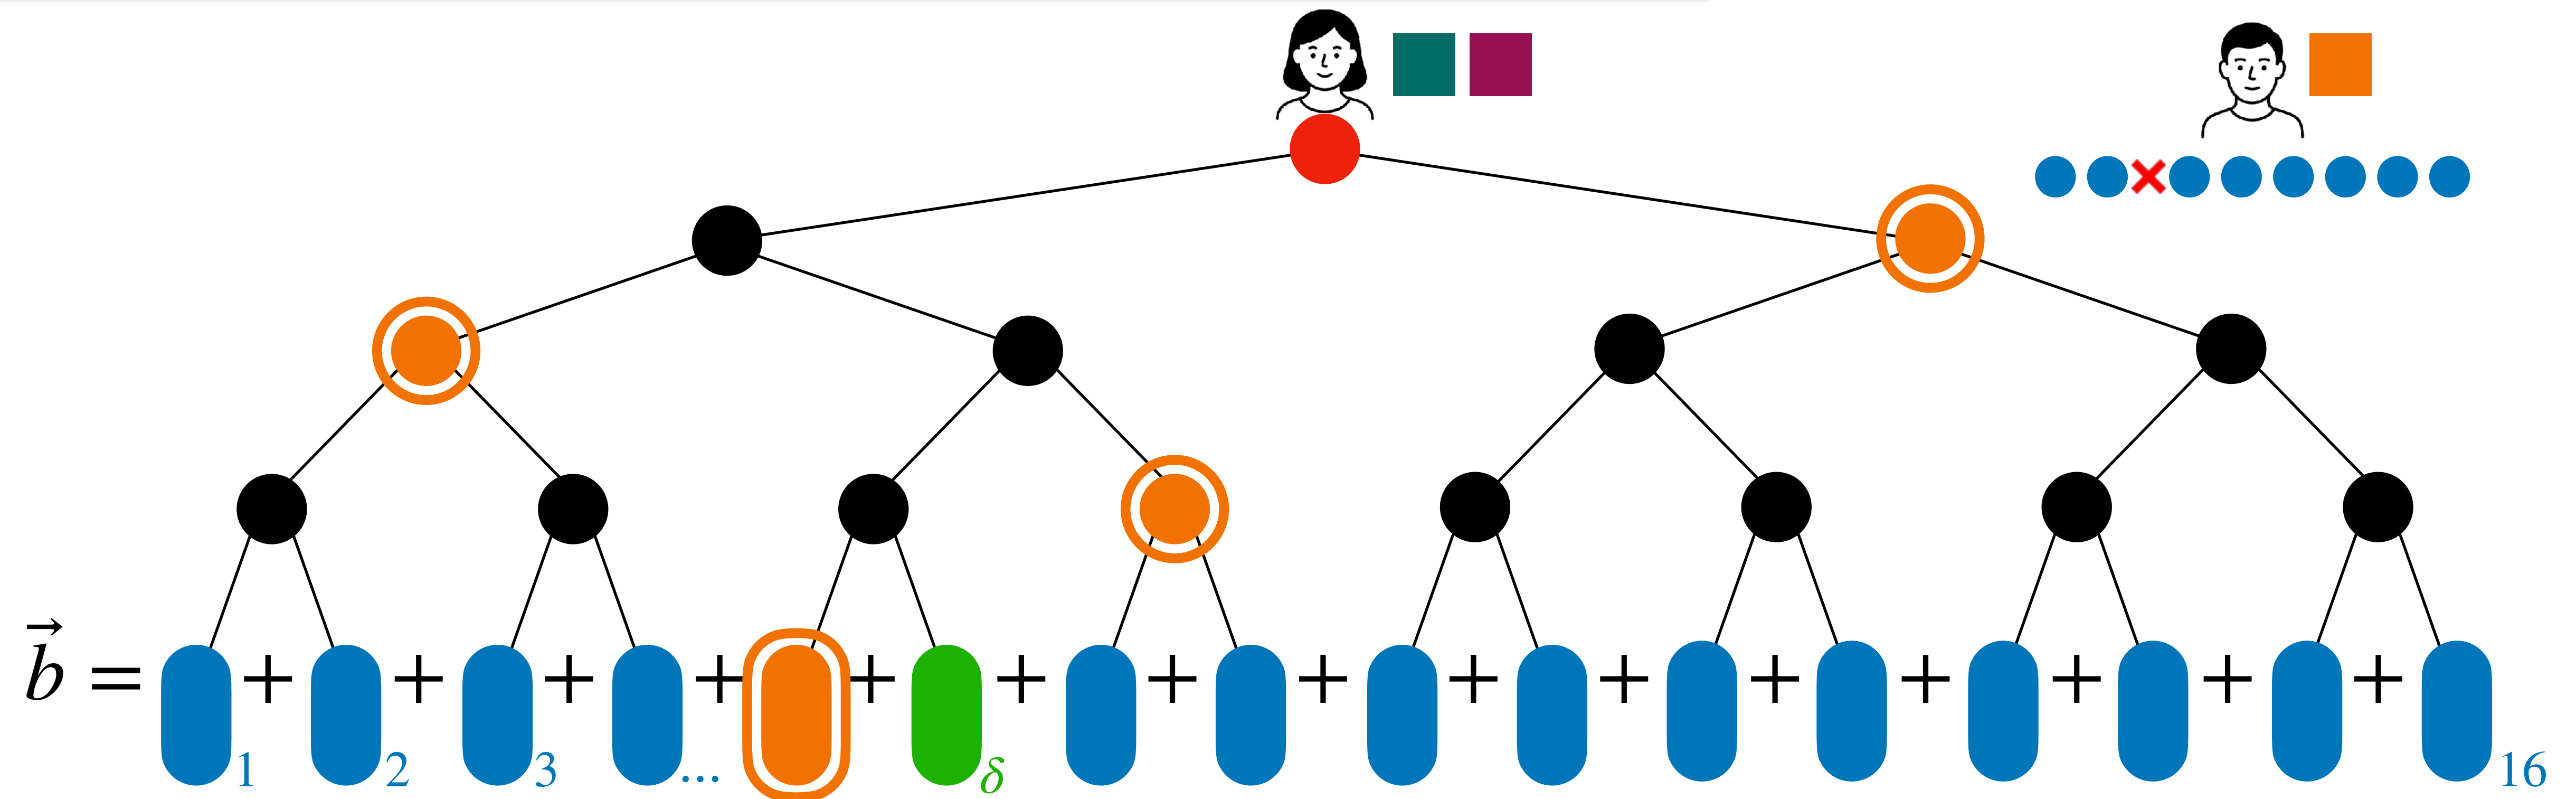 b⃗ = + + + + + + + + + + + + + + +
1 2 3 ... δ 16